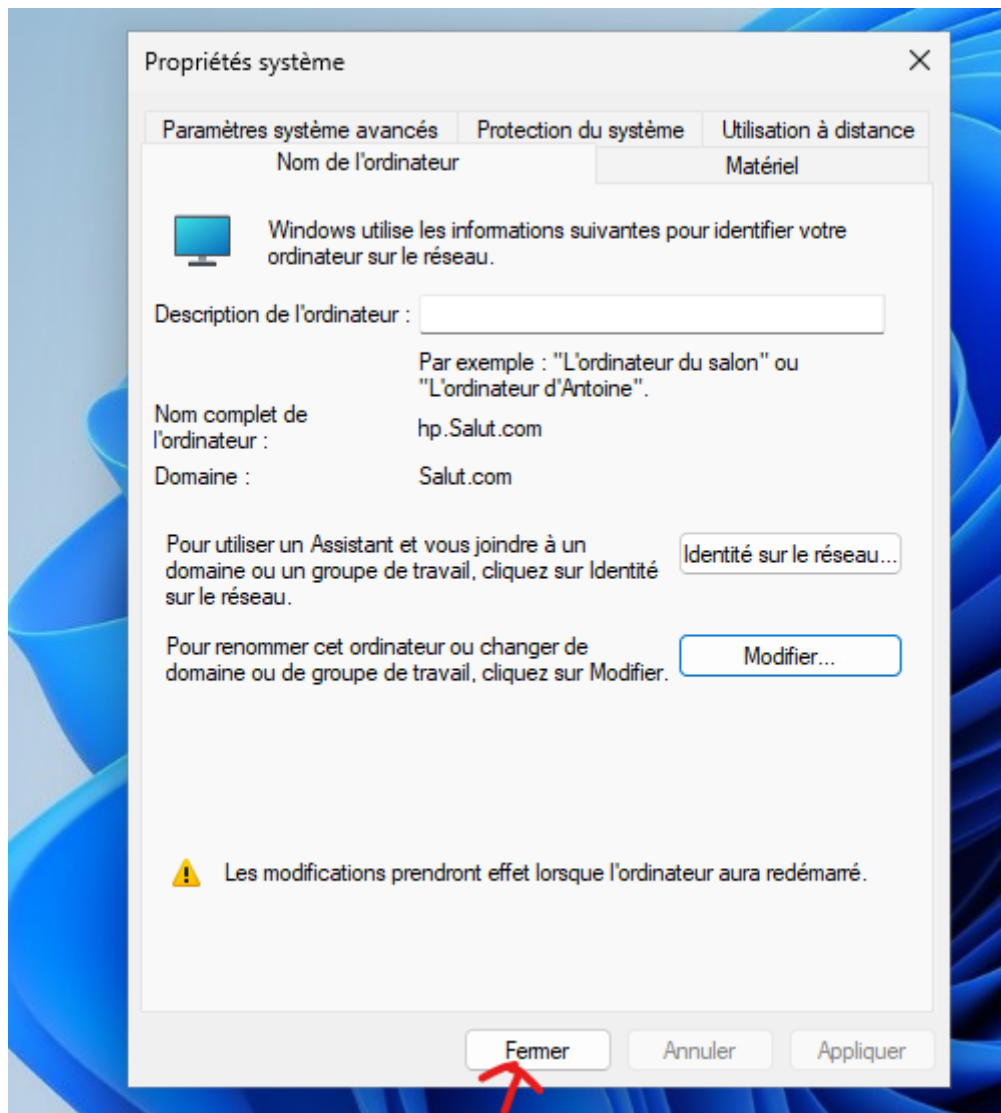 Propriétés système
Paramètres système avancés
Protection du système
Utilisation à distance
Nom de l'ordinateur
Matériel
Windows utilise les informations suivantes pour identifier votre
ordinateur sur le réseau.
Description de l'ordinateur :
Par exemple : "L'ordinateur du salon" ou
"L'ordinateur d'Antoine".
Nom complet de
l'ordinateur :
hp.Salut.com
Domaine :
Salut.com
Pour utiliser un Assistant et vous joindre à un
domaine ou un groupe de travail, cliquez sur Identité
sur le réseau.
Identité sur le réseau...
Pour renommer cet ordinateur ou changer de
domaine ou de groupe de travail, cliquez sur Modifier.
Modifier...
Les modifications prendront effet lorsque l'ordinateur aura redémarré.
Fermer
Annuler
Appliquer